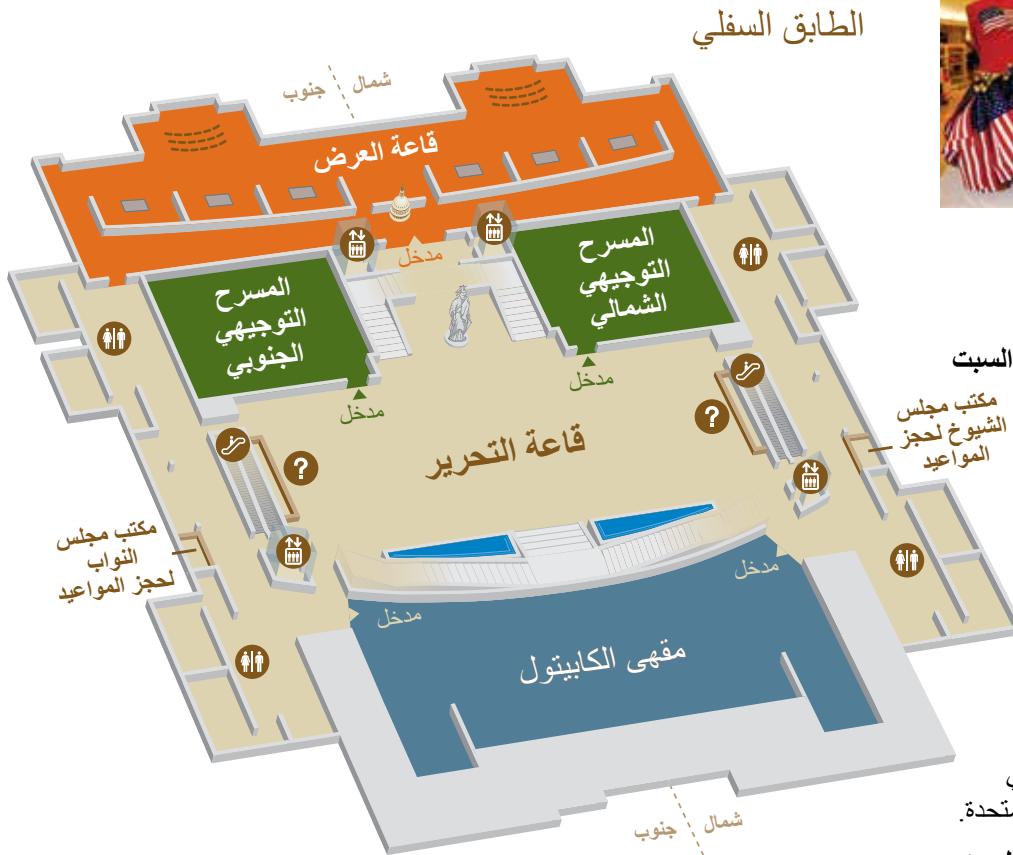 الطابق السفلي
شمال
جنوب
قاعة العرض
مدخل
المسرح
التوجيهي
الشمالي
مدخل
المسرح
التوجيهي
الجنوبي
مدخل
السبت
مكتب مجلس
الشيوخ لحجز
المواعيد
?
?
قاعة التحرير
مكتب مجلس
النواب
لحجز المواعيد
مدخل
مدخل
مقهى الكابيتول
شمال
جنوب
تحدة.